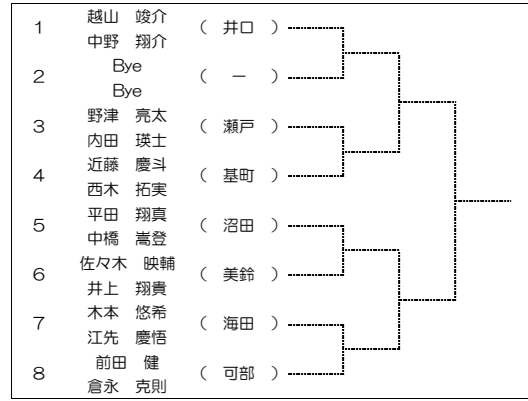 1 越山 竣介 ( 井口 )
中野 翔介
2 Bye ( ー )
Bye
3 野津 亮太 ( 瀬戸 )
内田 瑛士
4 近藤 慶斗 ( 基町 )
西木 拓実
5 平田 翔真 ( 沼田 )
中橋 嵩登
6 佐々木 映輔 ( 美鈴 )
井上 翔貴
7 木本 悠希 ( 海田 )
江先 慶悟
8 前田 健 ( 可部 )
倉永 克則